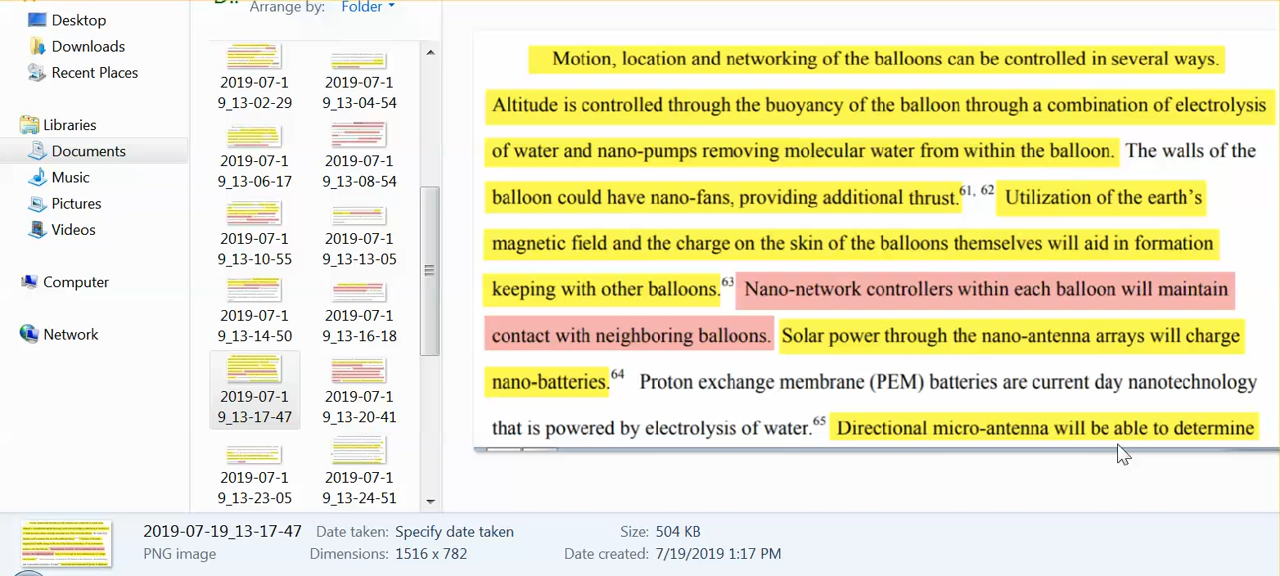 Arrange by: Folder
Desktop
Downloads
Recent Places
Libraries
Documents
Music
Pictures
Videos
Computer
Network
2019-07-1
9_13-02-29
2019-07-1
9_13-04-54
2019-07-1
9_13-06-17
2019-07-1
9_13-08-54
2019-07-1
9_13-10-55
2019-07-1
9_13-13-05
2019-07-1
9_13-14-50
2019-07-1
9_13-16-18
2019-07-1
9_13-17-47
2019-07-1
9_13-20-41
2019-07-1
9_13-23-05
2019-07-1
9_13-24-51
Motion, location and networking of the balloons can be controlled in several ways.
Altitude is controlled through the buoyancy of the balloon through a combination of electrolysis
of water and nano-pumps removing molecular water from within the balloon. The walls of the
balloon could have nano-fans, providing additional thrust.61, 62 Utilization of the earth's
magnetic field and the charge on the skin of the balloons themselves will aid in formation
keeping with other balloons.63 Nano-network controllers within each balloon will maintain
contact with neighboring balloons. Solar power through the nano-antenna arrays will charge
nano-batteries.64 Proton exchange membrane (PEM) batteries are current day nanotechnology
that is powered by electrolysis of water.65 Directional micro-antenna will be able to determine
2019-07-19_13-17-47 Date taken: Specify date taken Size: 504 KB
PNG image Dimensions: 1516 x 782 Date created: 7/19/2019 1:17 PM